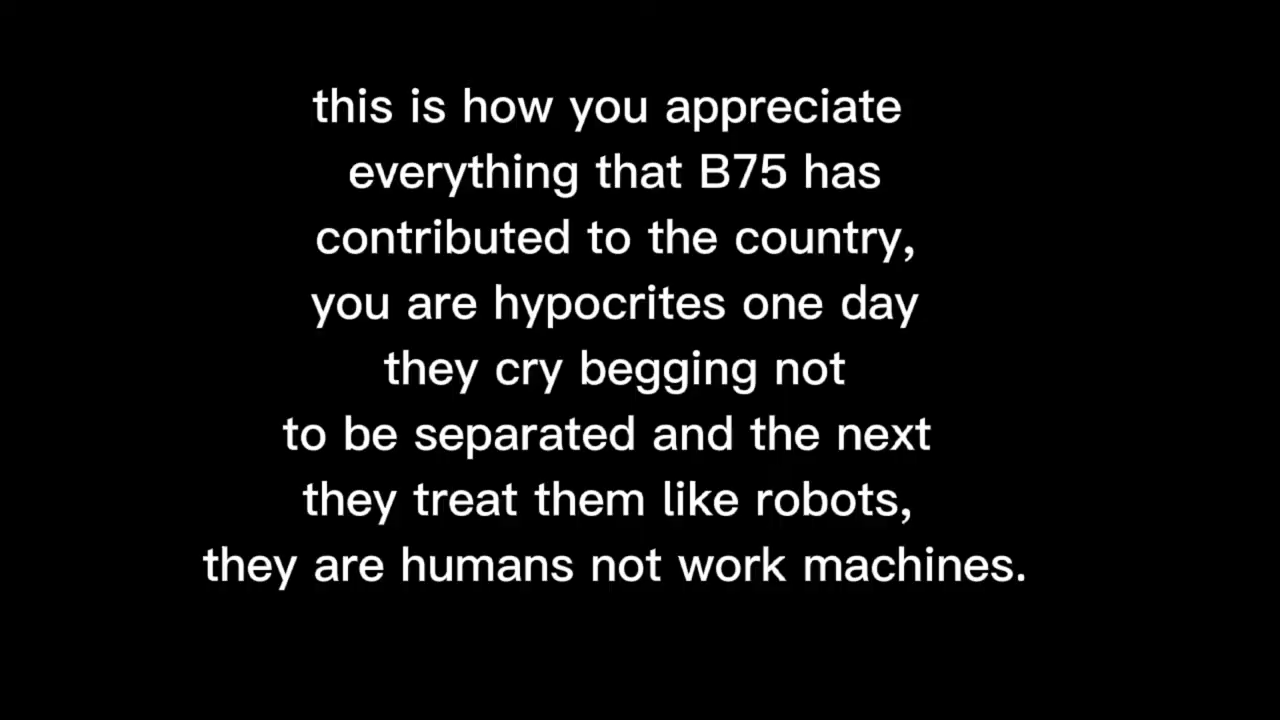 this is how you appreciate
everything that B75 has
contributed to the country,
you are hypocrites one day
they cry begging not
to be separated and the next
they treat them like robots,
they are humans not work machines.